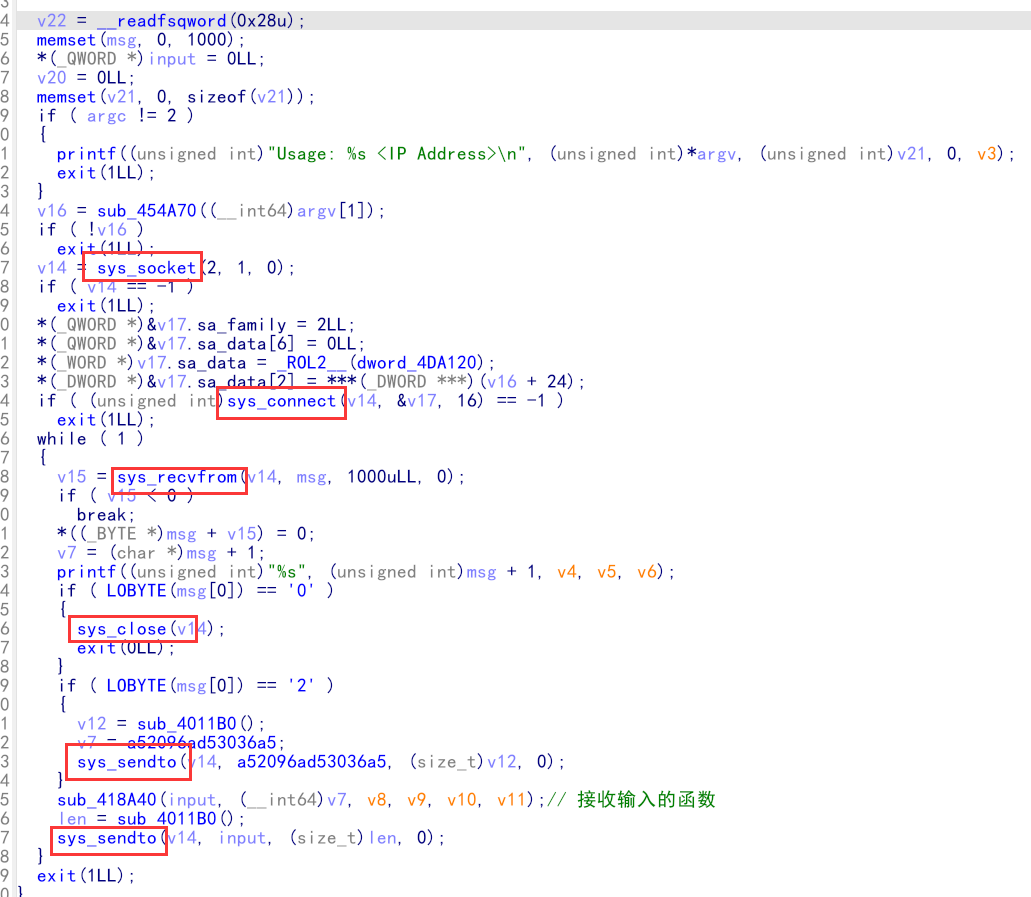 3
4 v22 = __readfsqword(0x28u);
5 memset(msg, 0, 1000);
6 *(_QWORD *)input = 0LL;
7 v20 = 0LL;
8 memset(v21, 0, sizeof(v21));
9 if ( argc != 2 )
0 {
1 printf((unsigned int)"Usage: %s <IP Address>\n", (unsigned int)*argv, (unsigned int)v21, 0, v3);
2 exit(1LL);
3 }
4 v16 = sub_454A70((__int64)argv[1]);
5 if ( !v16 )
6 exit(1LL);
7 v14 = sys_socket(2, 1, 0);
8 if ( v14 == -1 )
9 exit(1LL);
0 *(_QWORD *)&v17.sa_family = 2LL;
1 *(_QWORD *)&v17.sa_data[6] = 0LL;
2 *(_WORD *)v17.sa_data = _ROL2__(dword_4DA120);
3 *(_DWORD *)&v17.sa_data[2] = ***(_DWORD ***)(v16 + 24);
4 if ( (unsigned int)sys_connect(v14, &v17, 16) == -1 )
5 exit(1LL);
6 while ( 1 )
7 {
8 v15 = sys_recvfrom(v14, msg, 1000uLL, 0);
9 if ( v15 < 0 )
0 break;
1 *((_BYTE *)msg + v15) = 0;
2 v7 = (char *)msg + 1;
3 printf((unsigned int)"%s", (unsigned int)msg + 1, v4, v5, v6);
4 if ( LOBYTE(msg[0]) == '0' )
5 {
6 sys_close(v14);
7 exit(0LL);
8 }
9 if ( LOBYTE(msg[0]) == '2' )
0 {
1 v12 = sub_4011B0();
2 v7 = a52096ad53036a5;
3 sys_sendto(v14, a52096ad53036a5, (size_t)v12, 0);
4 }
5 sub_418A40(input, (__int64)v7, v8, v9, v10, v11);// 接收输入的函数
6 len = sub_4011B0();
7 sys_sendto(v14, input, (size_t)len, 0);
8 }
9 exit(1LL);
0 }